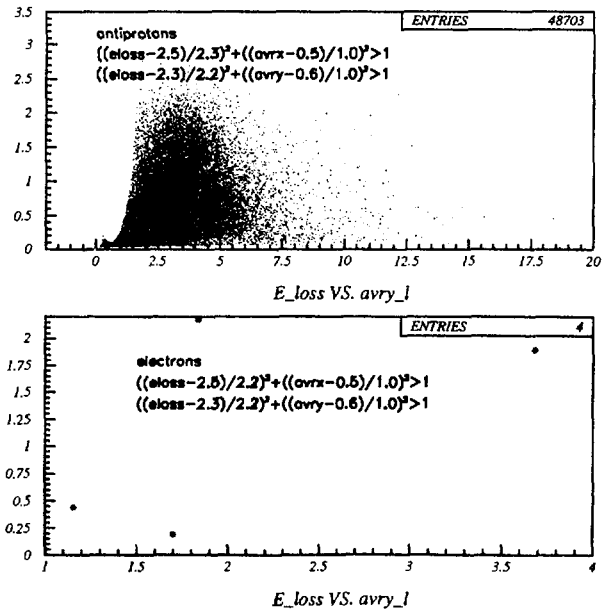 ENTRIES 48703
antiprotons
((eloss-2.5)/2.3)²+((avrx-0.5)/1.0)²>1
((eloss-2.3)/2.2)²+((avry-0.6)/1.0)²>1
3.5
3
2.5
2
1.5
1
0.5
0
0 2.5 5 7.5 10 12.5 15 17.5 20
E_loss VS. avry_l
ENTRIES 4
electrons
((eloss-2.5)/2.2)²+((avrx-0.5)/1.0)²>1
((eloss-2.3)/2.2)²+((avry-0.6)/1.0)²>1
2
1.75
1.5
1.25
1
0.75
0.5
0.25
0
1 1.5 2 2.5 3 3.5 4
E_loss VS. avry_l